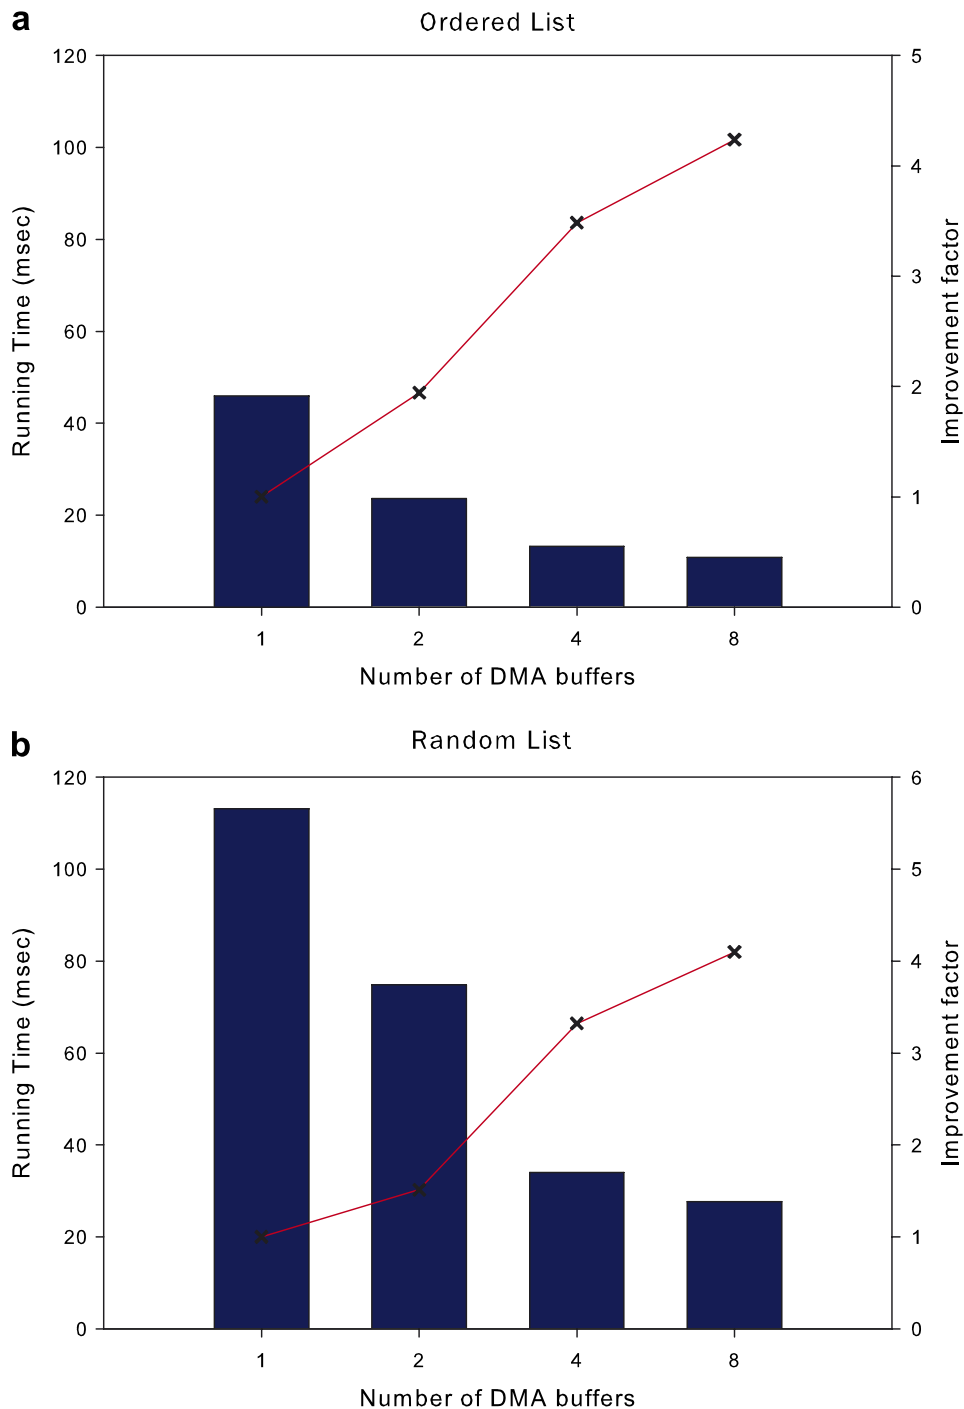 a
Ordered List
120
100
80
60
40
20
0
5
4
3
2
1
0
Running Time (msec)
Improvement factor
1 2 4 8
Number of DMA buffers
b
Random List
120
100
80
60
40
20
0
6
5
4
3
2
1
0
Running Time (msec)
Improvement factor
1 2 4 8
Number of DMA buffers